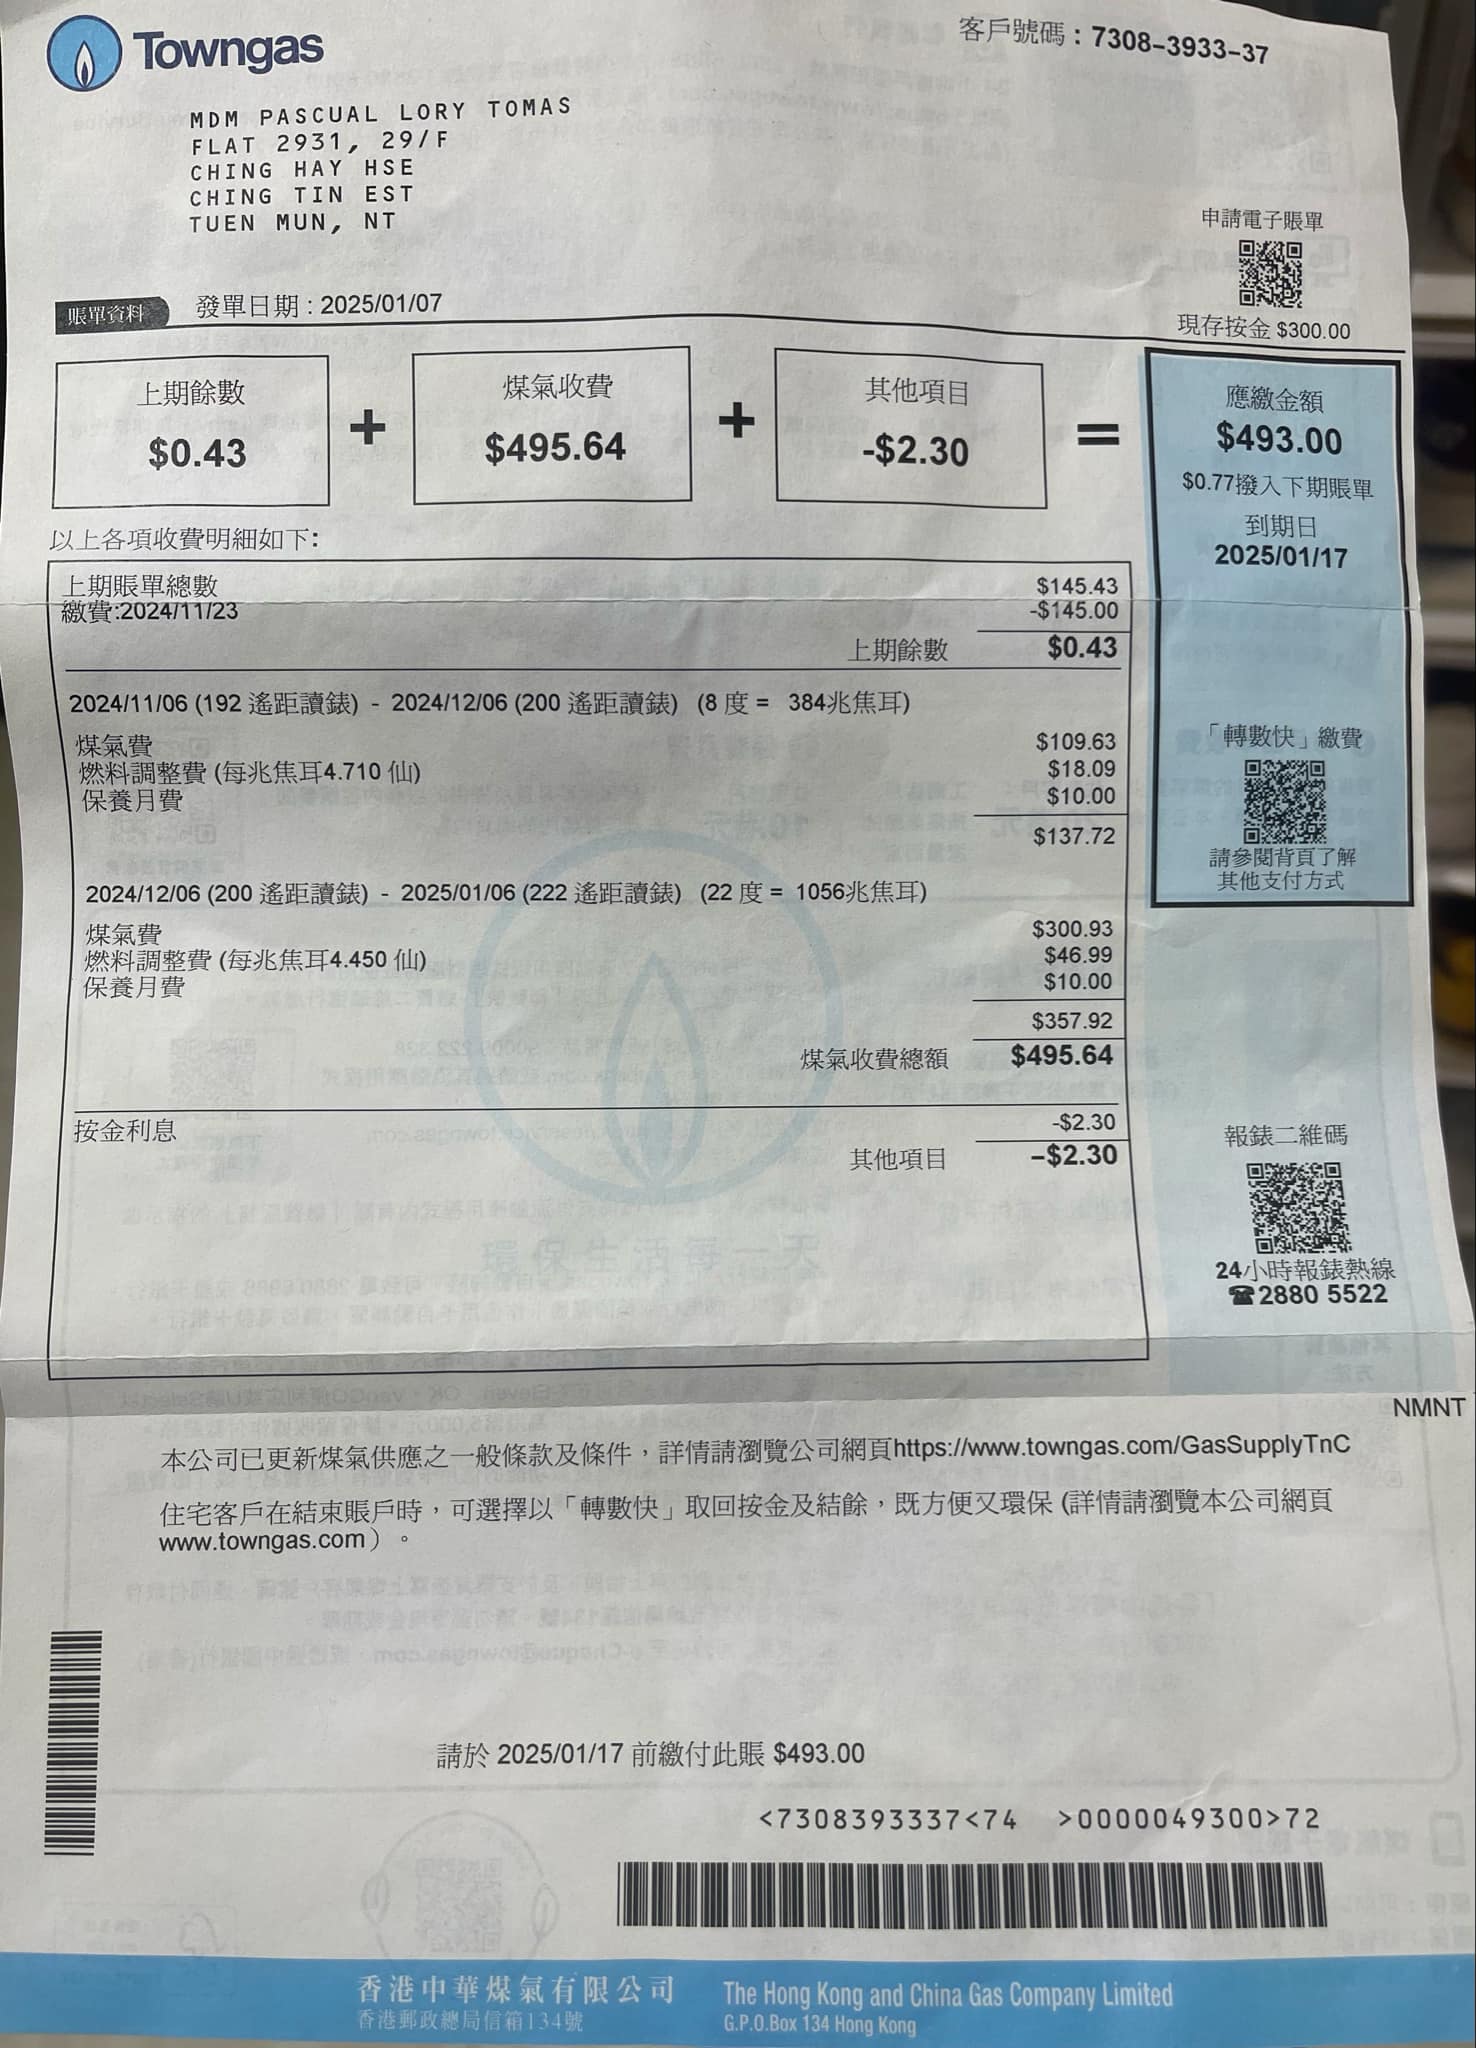 Towngas
客戶號碼 : 7308-3933-37
MDM PASCUAL LORY TOMAS
FLAT 2931, 29/F
CHING HAY HSE
CHING TIN EST
TUEN MUN, NT
申請電子賬單
現存按金 $300.00
賬單資料
發單日期 : 2025/01/07
上期餘數
$0.43
+
煤氣收費
$495.64
+
其他項目
-$2.30
=
應繳金額
$493.00
$0.77撥入下期賬單
到期日
2025/01/17
以上各項收費明細如下:
上期賬單總數 $145.43
繳費:2024/11/23 -$145.00
上期餘數 $0.43
2024/11/06 (192 遙距讀錶) - 2024/12/06 (200 遙距讀錶) (8 度 = 384兆焦耳)
煤氣費 $109.63
燃料調整費 (每兆焦耳4.710 仙) $18.09
保養月費 $10.00
$137.72
2024/12/06 (200 遙距讀錶) - 2025/01/06 (222 遙距讀錶) (22 度 = 1056兆焦耳)
煤氣費 $300.93
燃料調整費 (每兆焦耳4.450 仙) $46.99
保養月費 $10.00
$357.92
煤氣收費總額 $495.64
按金利息 -$2.30
其他項目 -$2.30
環保生活每一天
「轉數快」繳費
請參閱背頁了解
其他支付方式
報錶二維碼
24小時報錶熱線
☎2880 5522
NMNT
本公司已更新煤氣供應之一般條款及條件，詳情請瀏覽公司網頁https://www.towngas.com/GasSupplyTnC
住宅客戶在結束賬戶時，可選擇以「轉數快」取回按金及結餘，既方便又環保 (詳情請瀏覽本公司網頁
www.towngas.com）。
請於 2025/01/17 前繳付此賬 $493.00
<7308393337<74 >0000049300>72
香港中華煤氣有限公司
香港郵政總局信箱134號
The Hong Kong and China Gas Company Limited
G.P.O.Box 134 Hong Kong